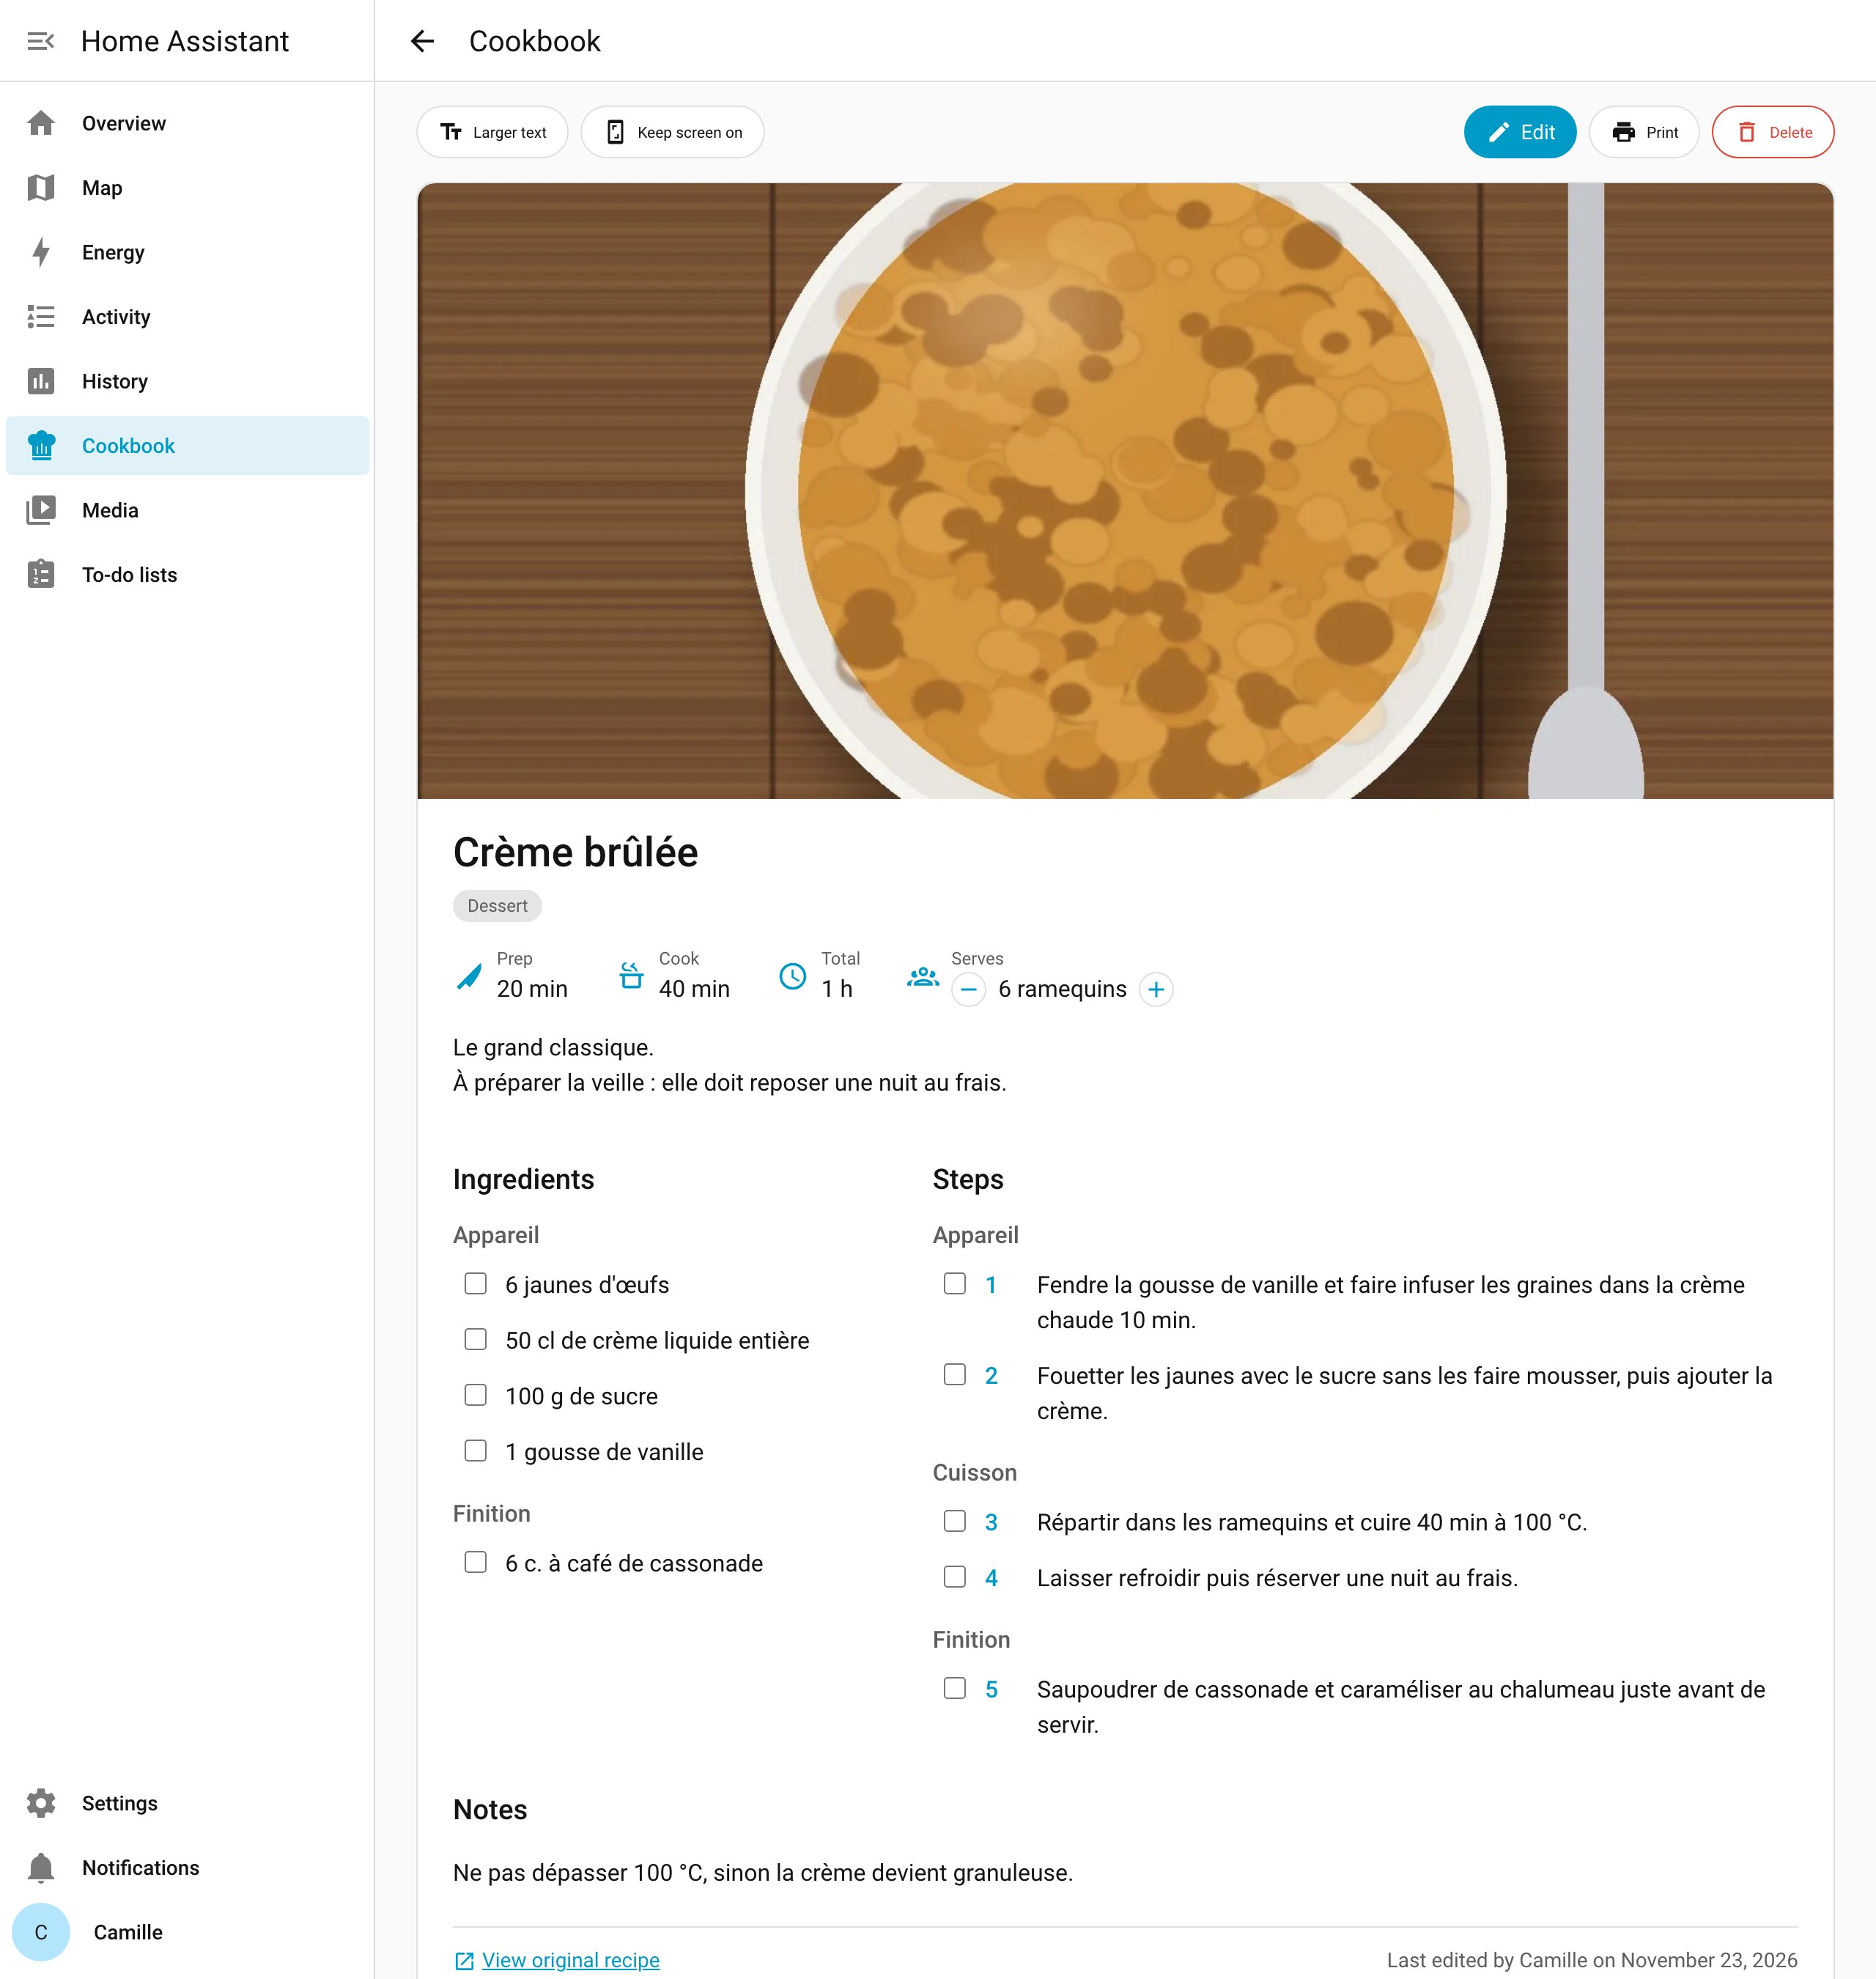 Home Assistant
Cookbook
Overview
Map
Energy
Activity
History
Cookbook
Media
To-do lists
Settings
Notifications
C
Camille
Larger text
Keep screen on
Edit
Print
Delete
Crème brûlée
Dessert
Prep
20 min
Cook
40 min
Total
1 h
Serves
6 ramequins
Le grand classique.
À préparer la veille : elle doit reposer une nuit au frais.
Ingredients
Appareil
6 jaunes d'œufs
50 cl de crème liquide entière
100 g de sucre
1 gousse de vanille
Finition
6 c. à café de cassonade
Steps
Appareil
1 Fendre la gousse de vanille et faire infuser les graines dans la crème
chaude 10 min.
2 Fouetter les jaunes avec le sucre sans les faire mousser, puis ajouter la
crème.
Cuisson
3 Répartir dans les ramequins et cuire 40 min à 100 °C.
4 Laisser refroidir puis réserver une nuit au frais.
Finition
5 Saupoudrer de cassonade et caraméliser au chalumeau juste avant de
servir.
Notes
Ne pas dépasser 100 °C, sinon la crème devient granuleuse.
View original recipe
Last edited by Camille on November 23, 2026